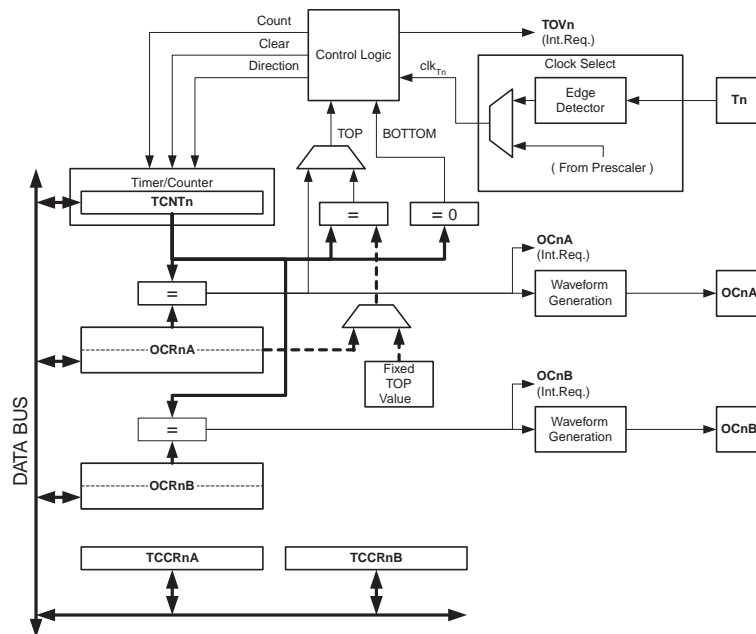 Count
Clear
Direction
Control Logic
TOVn
(Int.Req.)
clkTn
Clock Select
Edge
Detector
Tn
( From Prescaler )
TOP
BOTTOM
Timer/Counter
TCNTn
=
= 0
OCnA
(Int.Req.)
=
Waveform
Generation
OCnA
OCRnA
Fixed
TOP
Value
OCnB
(Int.Req.)
=
Waveform
Generation
OCnB
OCRnB
DATA BUS
TCCRnA
TCCRnB